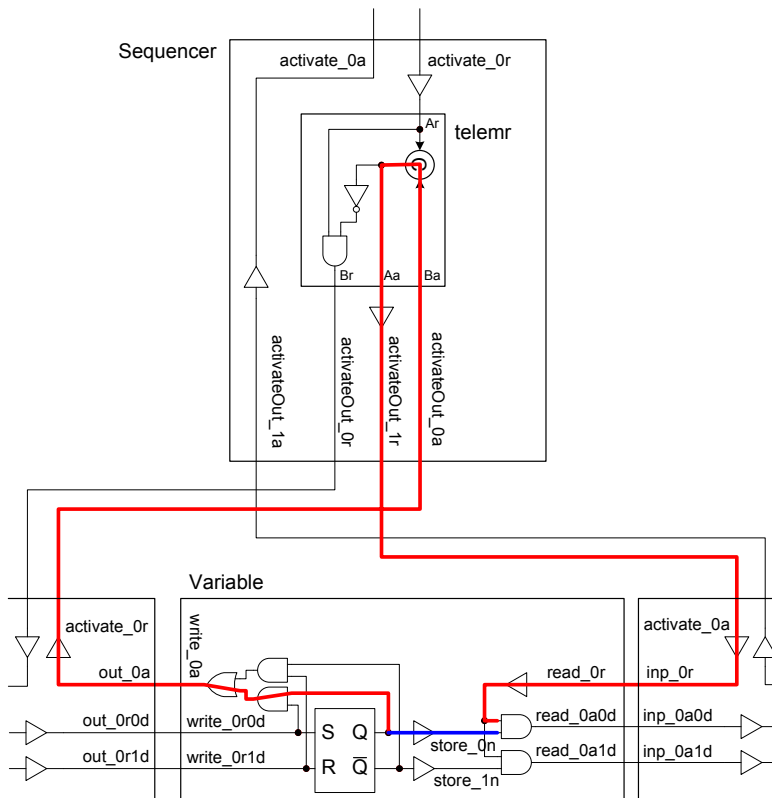 Sequencer
activate_0a
activate_0r
telemr
Ar
Br
Aa
Ba
activateOut_1a
activateOut_0r
activateOut_1r
activateOut_0a
Variable
activate_0r
write_0a
activate_0a
out_0a
read_0r
inp_0r
out_0r0d
write_0r0d
S
Q
store_0n
read_0a0d
inp_0a0d
out_0r1d
write_0r1d
R
Q̅
store_1n
read_0a1d
inp_0a1d